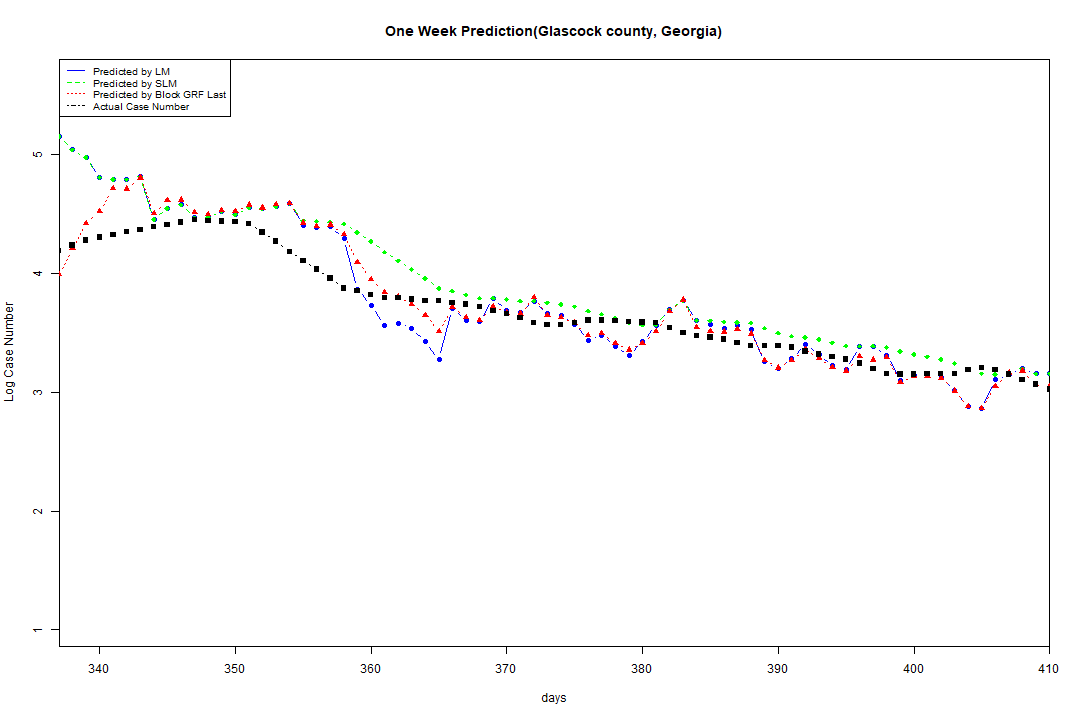 One Week Prediction(Glascock county, Georgia)
Predicted by LM
Predicted by SLM
Predicted by Block GRF Last
Actual Case Number
5
4
3
2
1
Log Case Number
340 350 360 370 380 390 400 410
days